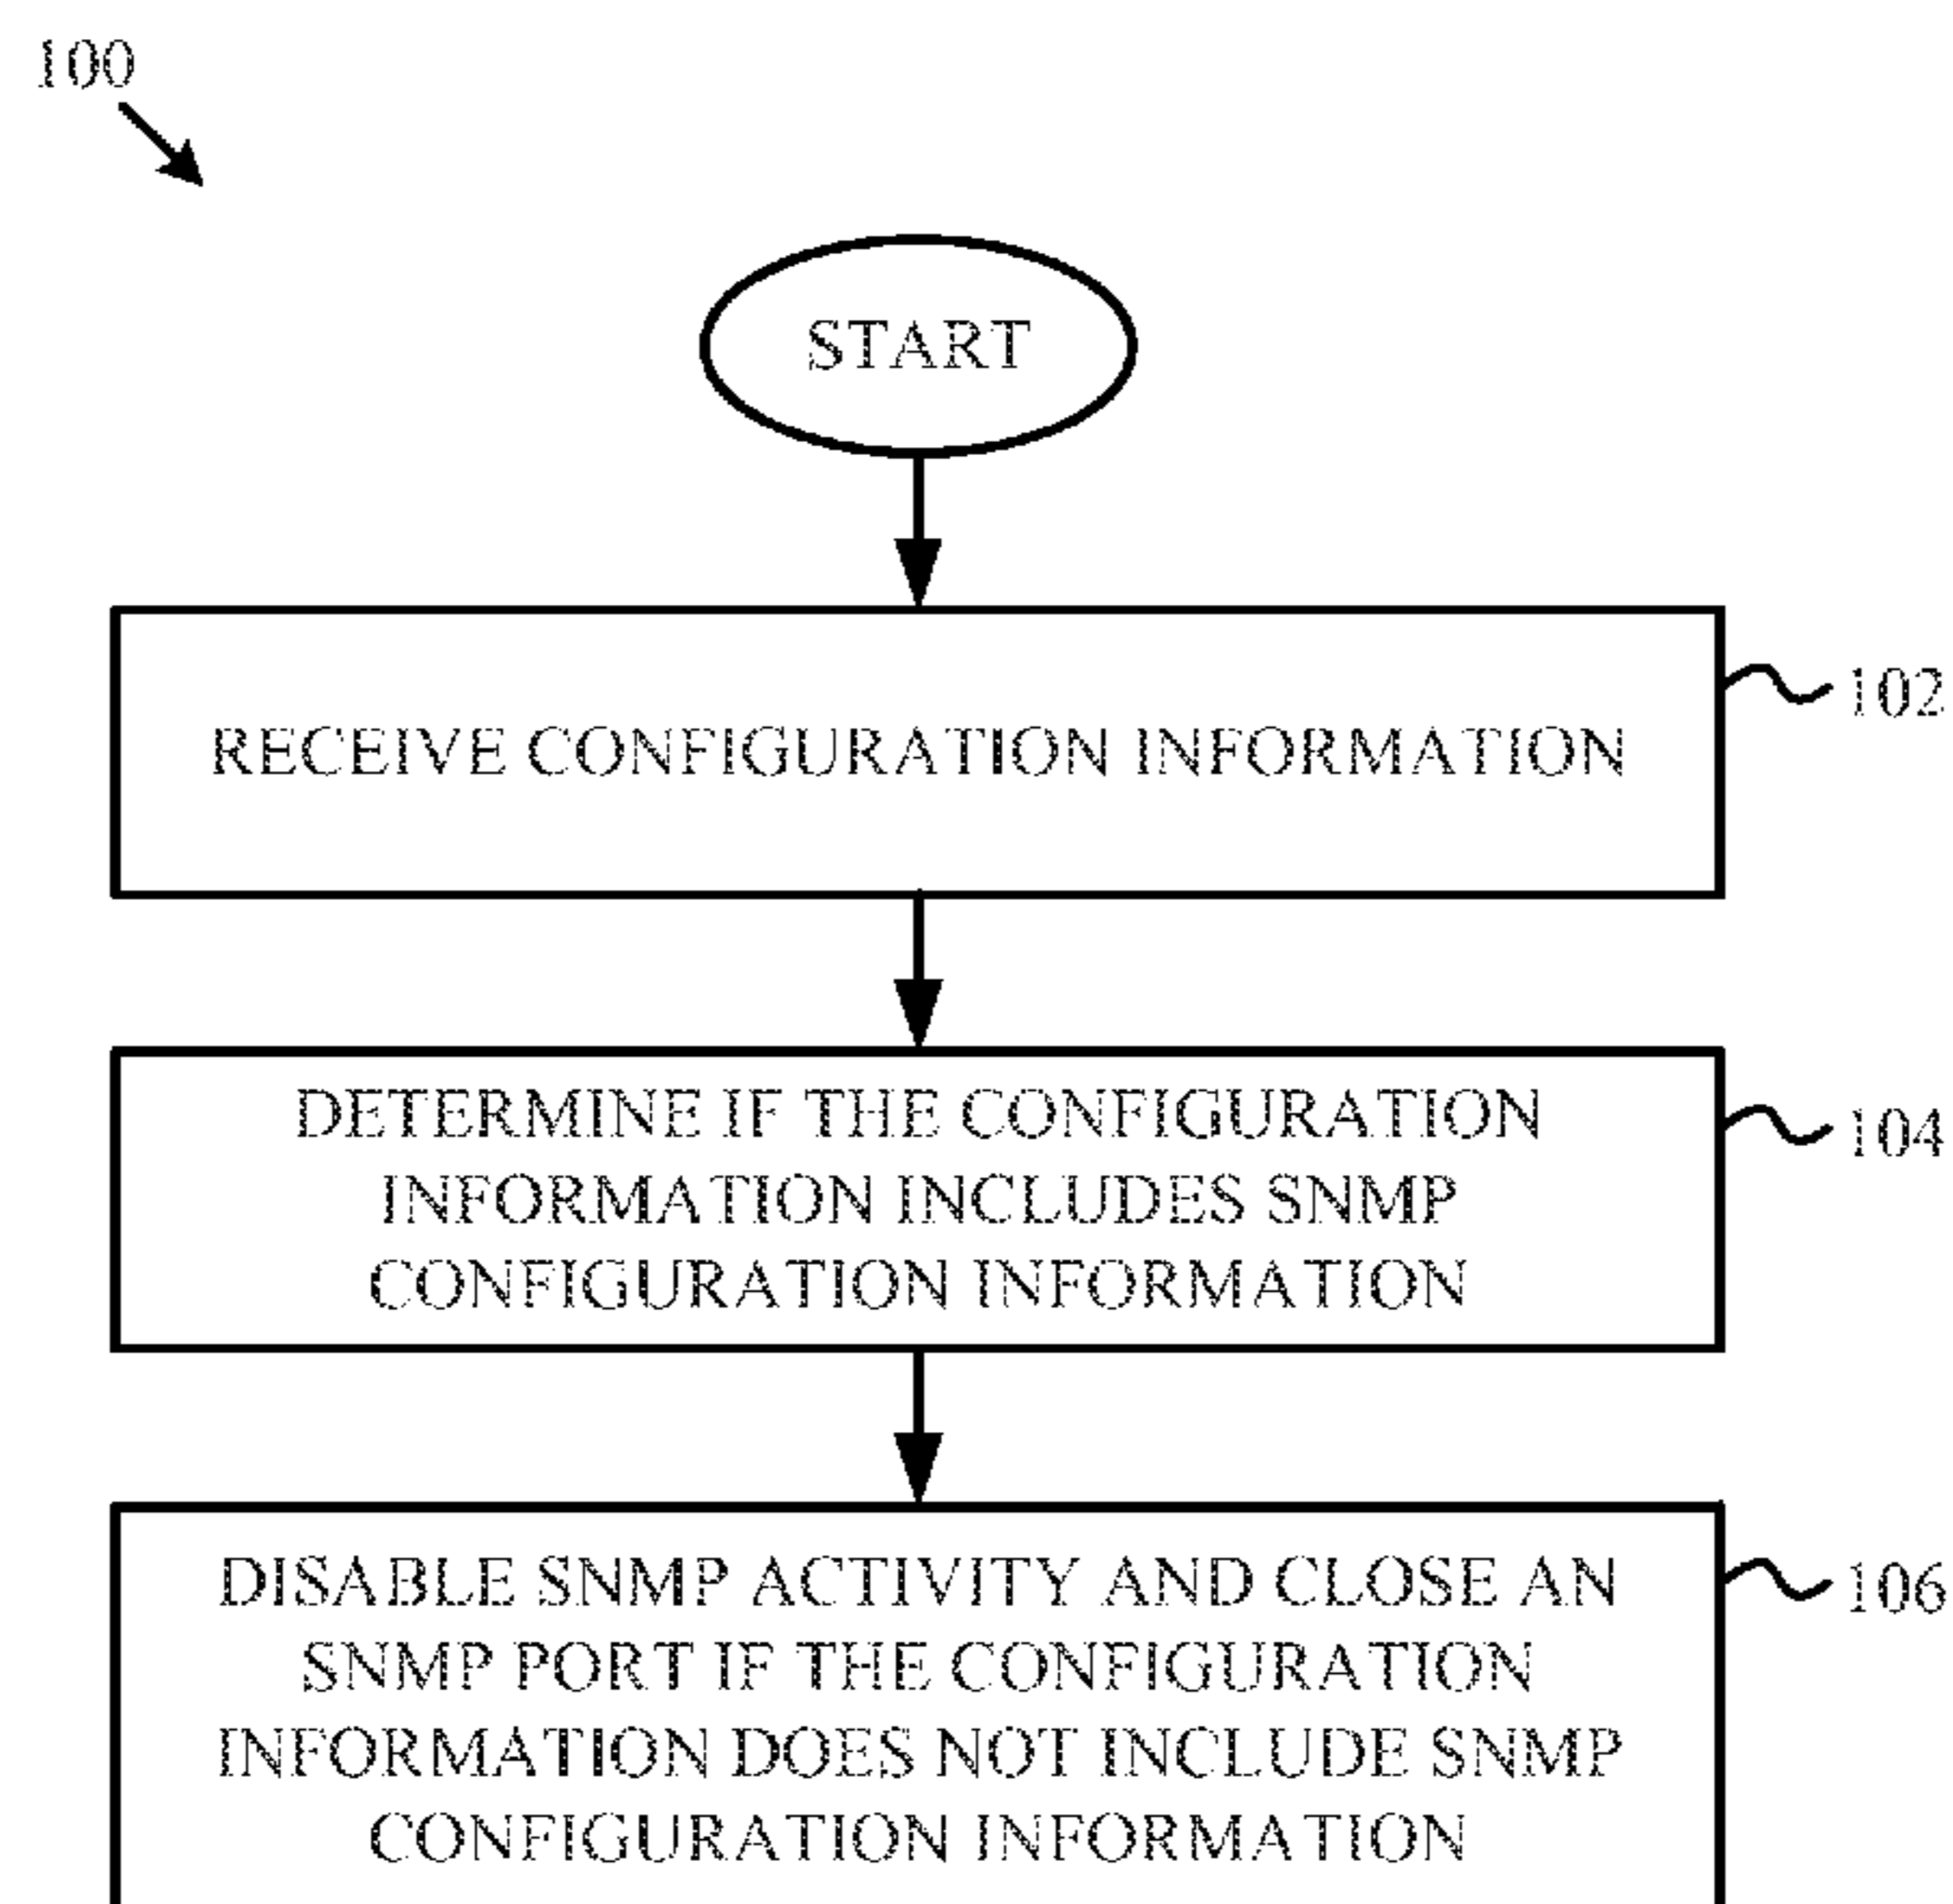 100
START
RECEIVE CONFIGURATION INFORMATION
102
DETERMINE IF THE CONFIGURATION
INFORMATION INCLUDES SNMP
CONFIGURATION INFORMATION
104
DISABLE SNMP ACTIVITY AND CLOSE AN
SNMP PORT IF THE CONFIGURATION
INFORMATION DOES NOT INCLUDE SNMP
CONFIGURATION INFORMATION
106